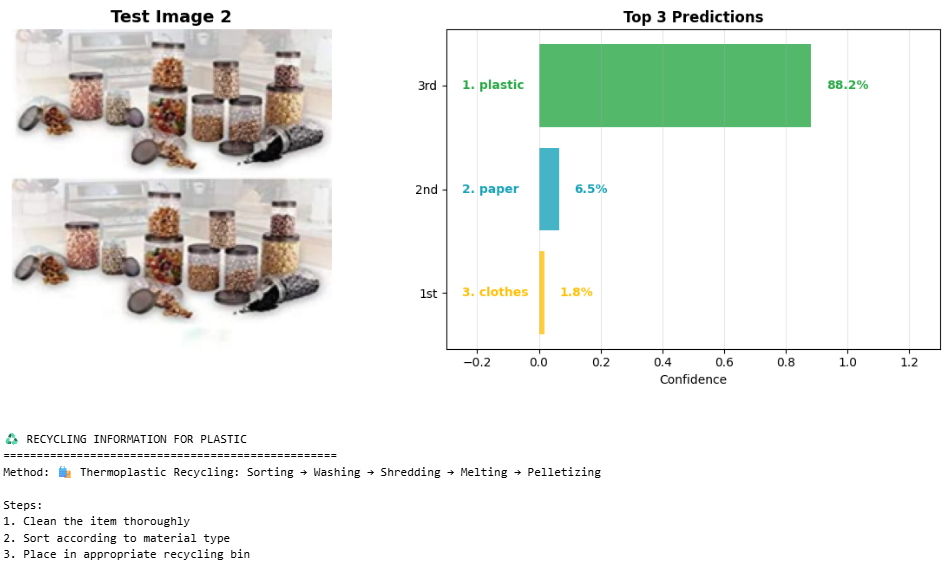 Test Image 2
Top 3 Predictions
3rd
1. plastic
88.2%
2nd
2. paper
6.5%
1st
3. clothes
1.8%
−0.2 0.0 0.2 0.4 0.6 0.8 1.0 1.2
Confidence
♻️ RECYCLING INFORMATION FOR PLASTIC
==================================================
Method: 🛍️ Thermoplastic Recycling: Sorting → Washing → Shredding → Melting → Pelletizing
Steps:
1. Clean the item thoroughly
2. Sort according to material type
3. Place in appropriate recycling bin